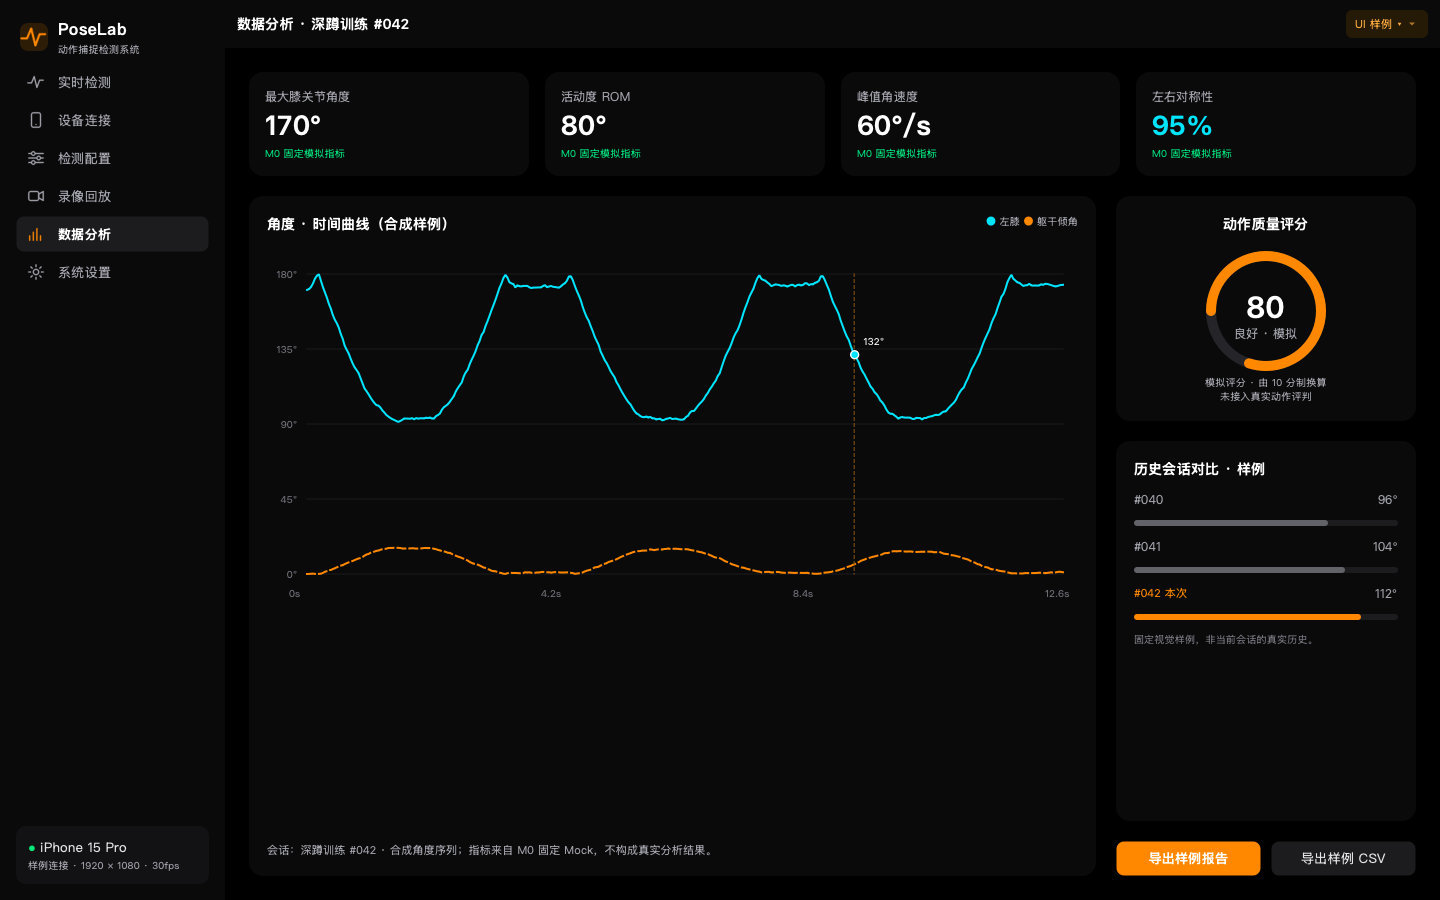 PoseLab
动作捕捉检测系统
实时检测
设备连接
检测配置
录像回放
数据分析
系统设置
iPhone 15 Pro
样例连接 · 1920 × 1080 · 30fps
数据分析 · 深蹲训练 #042
UI 样例 ·
最大膝关节角度
170°
M0 固定模拟指标
活动度 ROM
80°
M0 固定模拟指标
峰值角速度
60°/s
M0 固定模拟指标
左右对称性
95%
M0 固定模拟指标
角度 · 时间曲线（合成样例）
左膝 躯干倾角
180°
135°
90°
45°
0°
132°
0s 4.2s 8.4s 12.6s
会话：深蹲训练 #042 · 合成角度序列；指标来自 M0 固定 Mock，不构成真实分析结果。
动作质量评分
80
良好 · 模拟
模拟评分 · 由 10 分制换算
未接入真实动作评判
历史会话对比 · 样例
#040 96°
#041 104°
#042 本次 112°
固定视觉样例，非当前会话的真实历史。
导出样例报告
导出样例 CSV